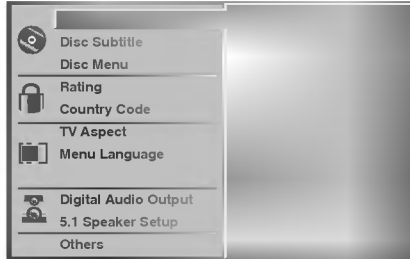 Disc Subtitle
Disc Menu
Rating
Country Code
TV Aspect
Menu Language
Digital Audio Output
5.1 Speaker Setup
Others